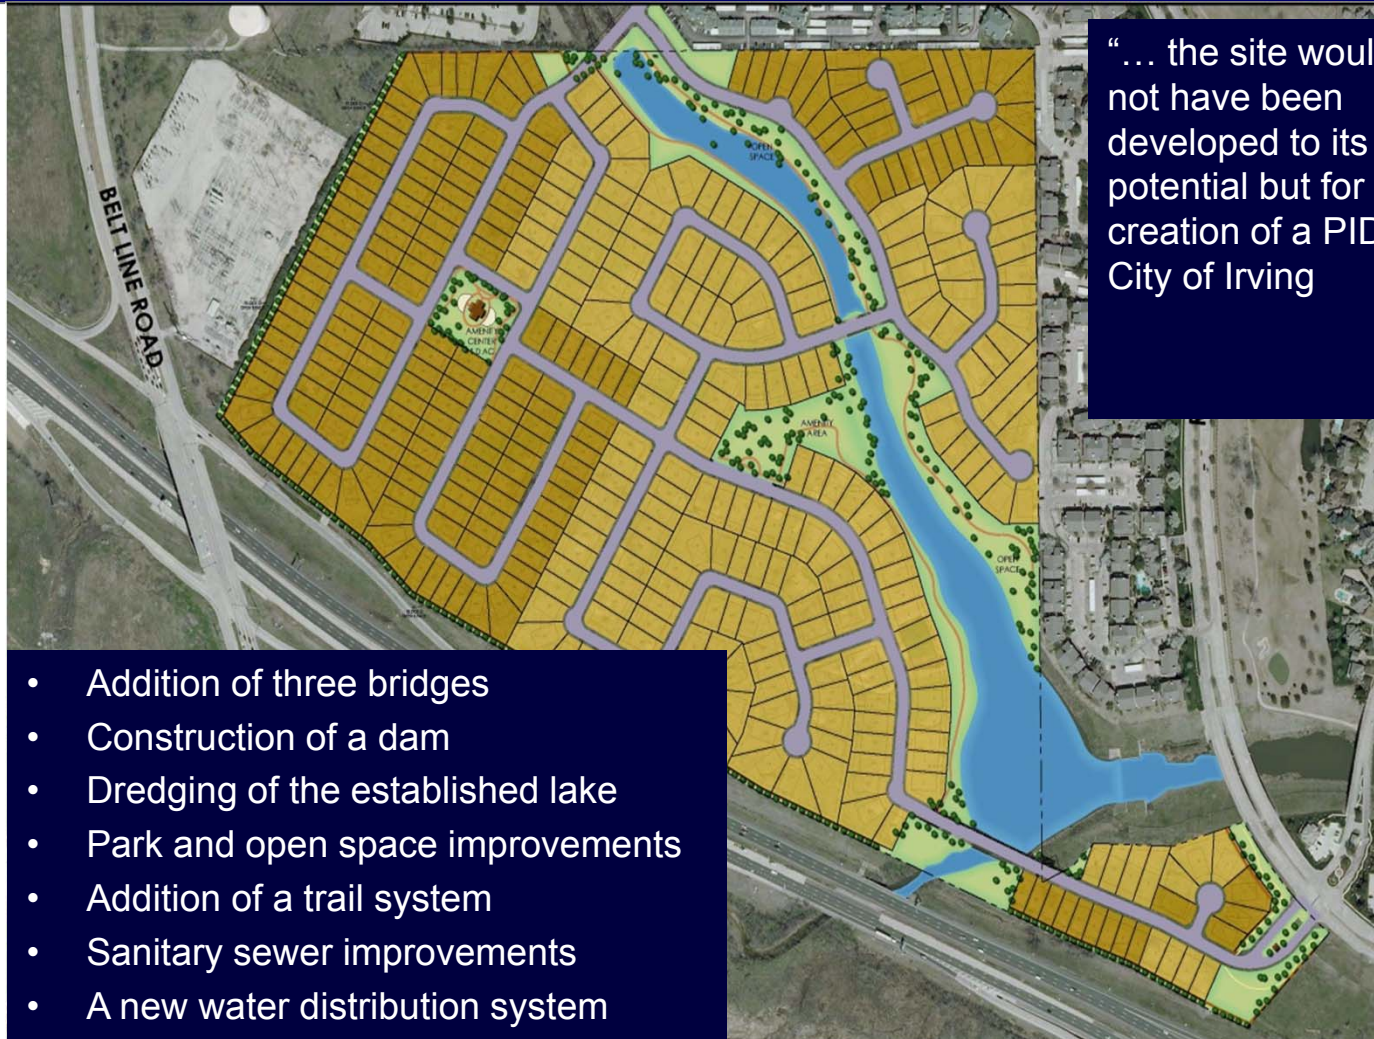 “… the site woul
not have been
developed to its
potential but for
creation of a PID
City of Irving
BELT LINE ROAD
OPEN
SPACE
AMENITY
CENTER
AMENITY
AREA
OPEN
SPACE
• Addition of three bridges
• Construction of a dam
• Dredging of the established lake
• Park and open space improvements
• Addition of a trail system
• Sanitary sewer improvements
• A new water distribution system